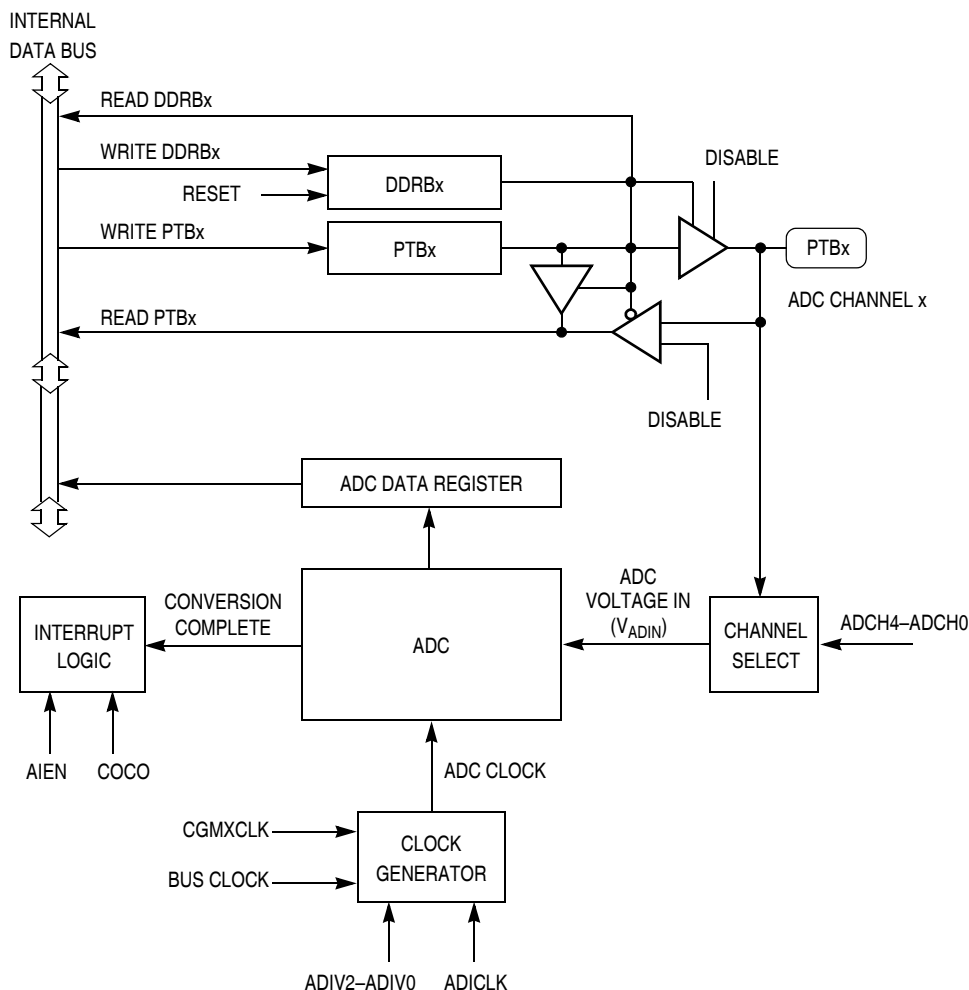 INTERNAL
DATA BUS
READ DDRBx
WRITE DDRBx
DISABLE
DDRBx
RESET
WRITE PTBx
PTBx
PTBx
ADC CHANNEL x
READ PTBx
DISABLE
ADC DATA REGISTER
INTERRUPT
LOGIC
CONVERSION
COMPLETE
ADC
ADC
VOLTAGE IN
(VADIN)
CHANNEL
SELECT
ADCH4–ADCH0
AIEN
COCO
ADC CLOCK
CGMXCLK
BUS CLOCK
CLOCK
GENERATOR
ADIV2–ADIV0
ADICLK